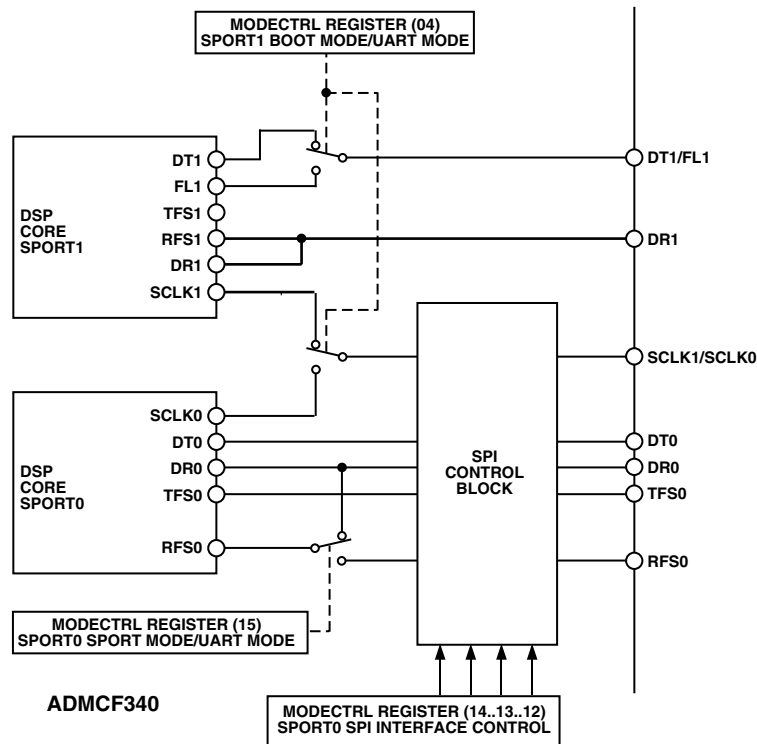 MODECTRL REGISTER (04)
SPORT1 BOOT MODE/UART MODE
DSP
CORE
SPORT1
DT1
FL1
TFS1
RFS1
DR1
SCLK1
DT1/FL1
DR1
SCLK1/SCLK0
DSP
CORE
SPORT0
SCLK0
DT0
DR0
TFS0
RFS0
SPI
CONTROL
BLOCK
DT0
DR0
TFS0
RFS0
MODECTRL REGISTER (15)
SPORT0 SPORT MODE/UART MODE
ADMCF340
MODECTRL REGISTER (14..13..12)
SPORT0 SPI INTERFACE CONTROL